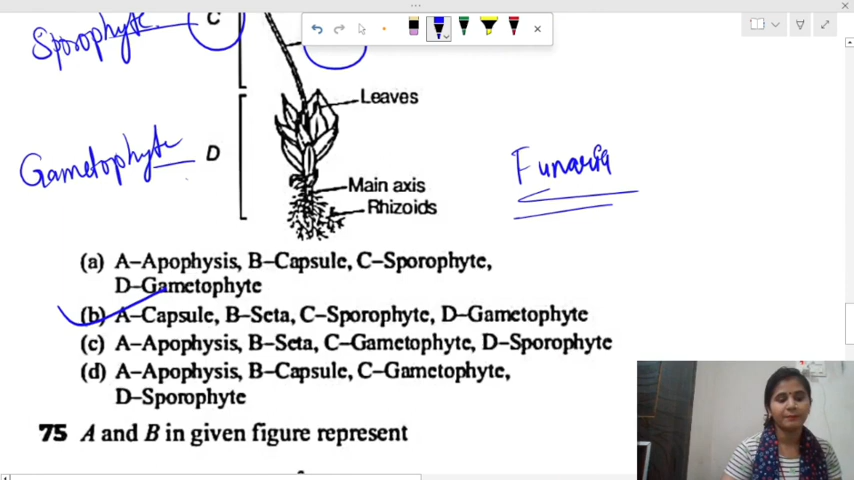 Sporophyte C
Leaves
Gametophyte D
Funaria
Main axis
Rhizoids
(a) A–Apophysis, B–Capsule, C–Sporophyte,
D–Gametophyte
(b) A–Capsule, B–Seta, C–Sporophyte, D–Gametophyte
(c) A–Apophysis, B–Seta, C–Gametophyte, D–Sporophyte
(d) A–Apophysis, B–Capsule, C–Gametophyte,
D–Sporophyte
75 A and B in given figure represent